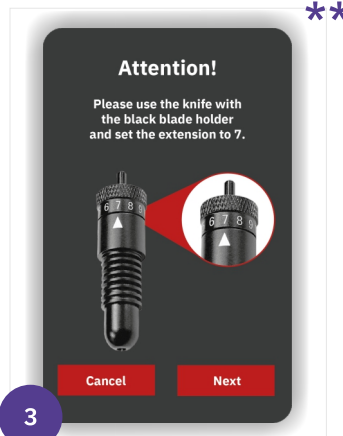 **
Attention!
Please use the knife with
the black blade holder
and set the extension to 7.
6 7 8 9
6 7 8
Cancel
Next
3